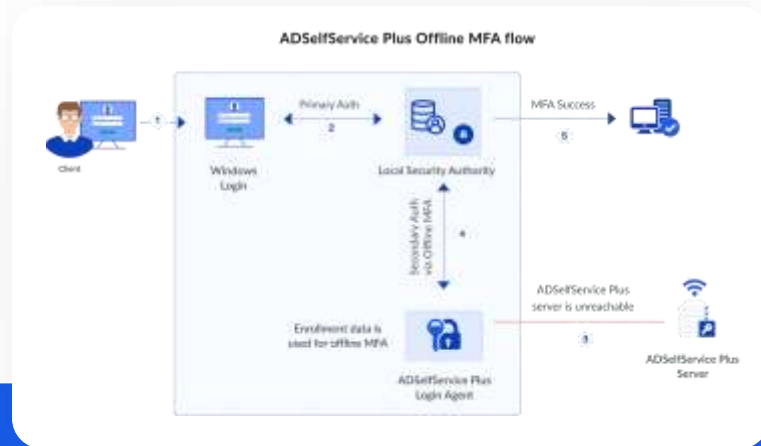 ADSelfService Plus Offline MFA flow
1
Primary Auth
2
MFA Success
5
Client
Windows
Login
Local Security Authority
Secondary Auth
via Offline MFA
4
ADSelfService Plus
server is unreachable
3
Enrollment data is
used for offline MFA
ADSelfService Plus
Login Agent
ADSelfService Plus
Server